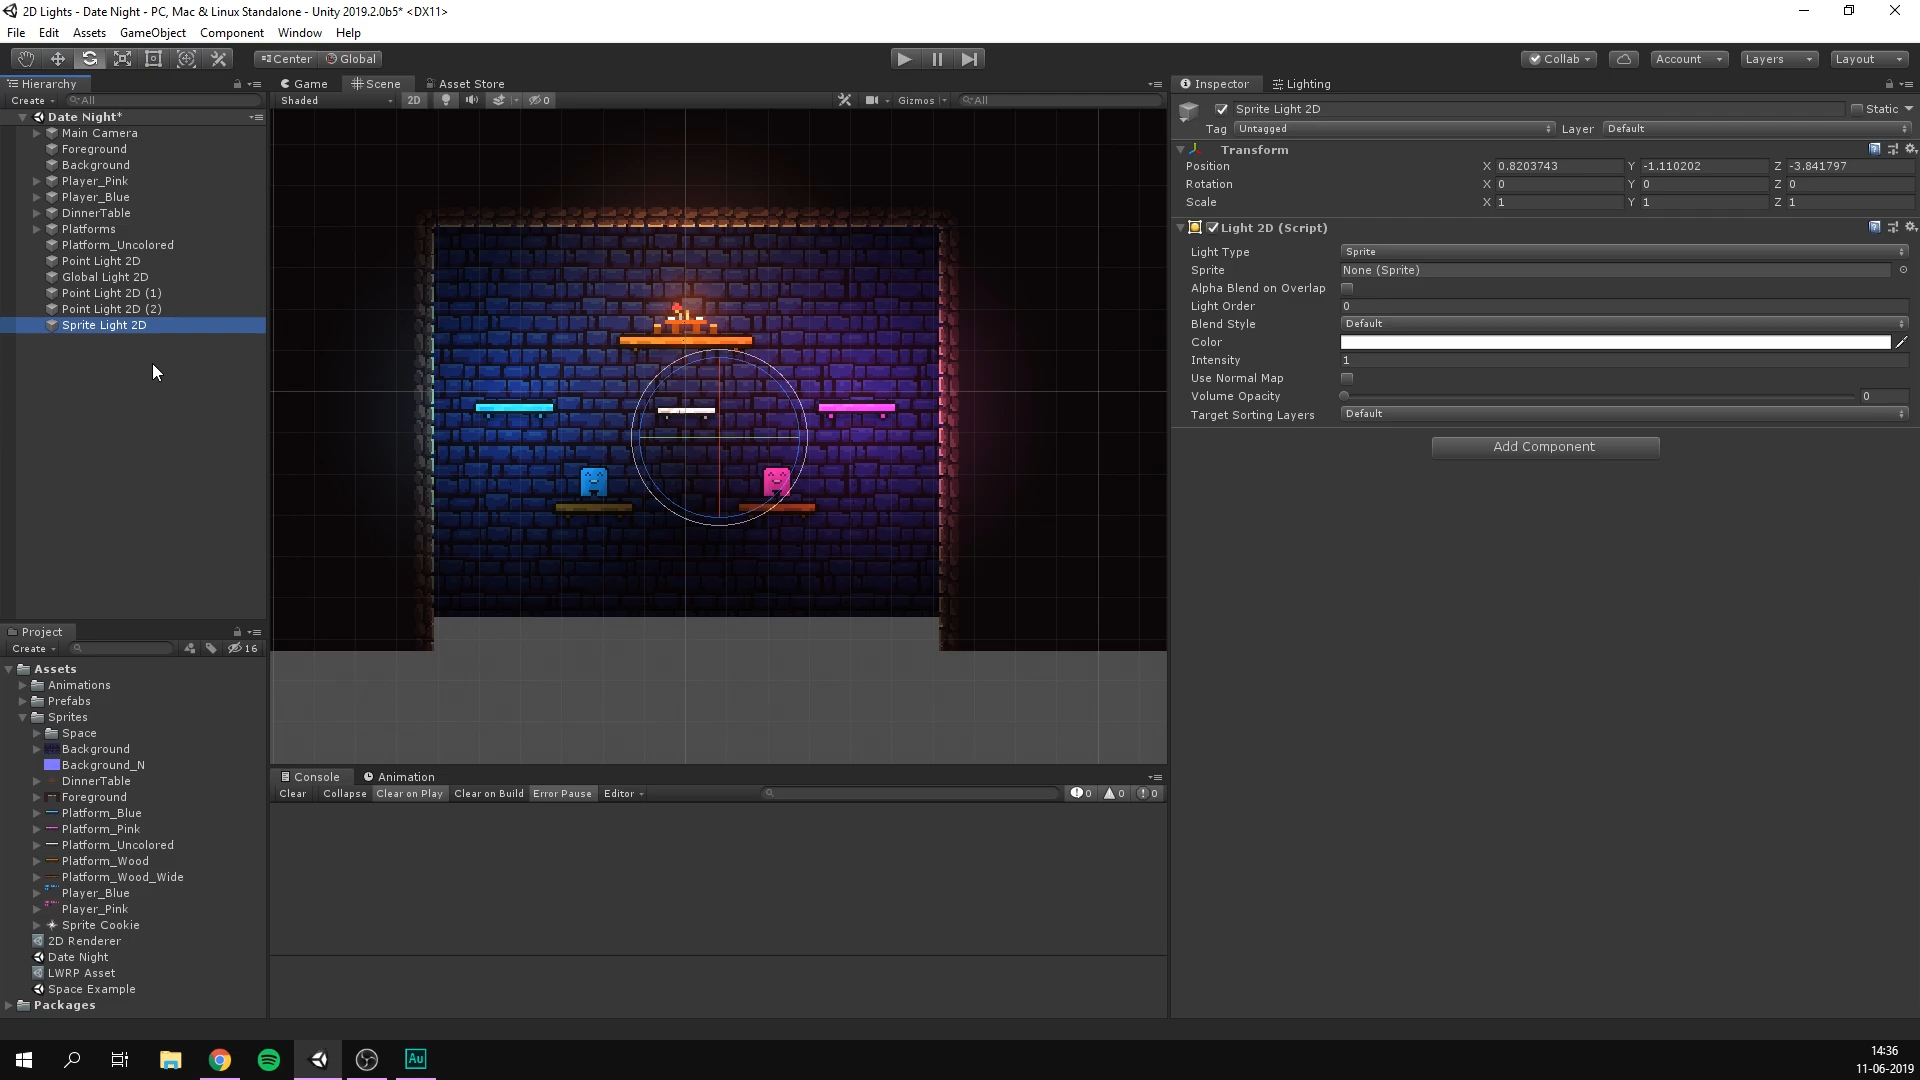 2D Lights - Date Night - PC, Mac & Linux Standalone - Unity 2019.2.0b5* <DX11>
File Edit Assets GameObject Component Window Help
Center Global Collab Account Layers Layout
Hierarchy
Create All
Date Night*
Main Camera
Foreground
Background
Player_Pink
Player_Blue
DinnerTable
Platforms
Platform_Uncolored
Point Light 2D
Global Light 2D
Point Light 2D (1)
Point Light 2D (2)
Sprite Light 2D
Game Scene Asset Store
Shaded 2D 0 Gizmos All
Inspector Lighting
Sprite Light 2D Static
Tag Untagged Layer Default
Transform
Position X 0.8203743 Y -1.110202 Z -3.841797
Rotation X 0 Y 0 Z 0
Scale X 1 Y 1 Z 1
Light 2D (Script)
Light Type Sprite
Sprite None (Sprite)
Alpha Blend on Overlap
Light Order 0
Blend Style Default
Color
Intensity 1
Use Normal Map
Volume Opacity 0
Target Sorting Layers Default
Add Component
Project
Create 16
Assets
Animations
Prefabs
Sprites
Space
Background
Background_N
DinnerTable
Foreground
Platform_Blue
Platform_Pink
Platform_Uncolored
Platform_Wood
Platform_Wood_Wide
Player_Blue
Player_Pink
Sprite Cookie
2D Renderer
Date Night
LWRP Asset
Space Example
Packages
Console Animation
Clear Collapse Clear on Play Clear on Build Error Pause Editor 0 0 0
Au
14:36
11-06-2019